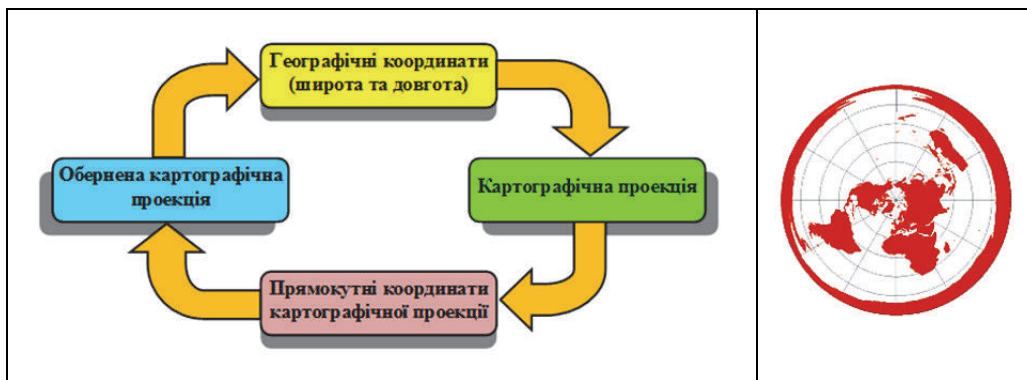 Географічні координати
(широта та довгота)
Обернена картографічна
проекція
Картографічна проекція
Прямокутні координати
картографічної проекції